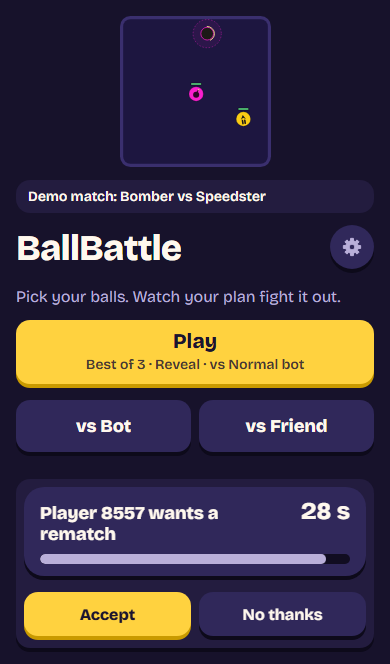 Demo match: Bomber vs Speedster
BallBattle
Pick your balls. Watch your plan fight it out.
Play
Best of 3 · Reveal · vs Normal bot
vs Bot
vs Friend
Player 8557 wants a
rematch
28 s
Accept
No thanks